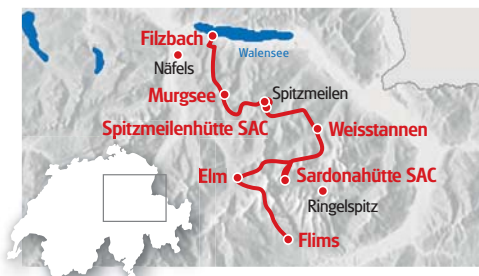 Filzbach
Walensee
Näfels
Murgsee
Spitzmeilen
Spitzmeilenhütte SAC
Weisstannen
Elm
Sardonahütte SAC
Ringelspitz
Flims